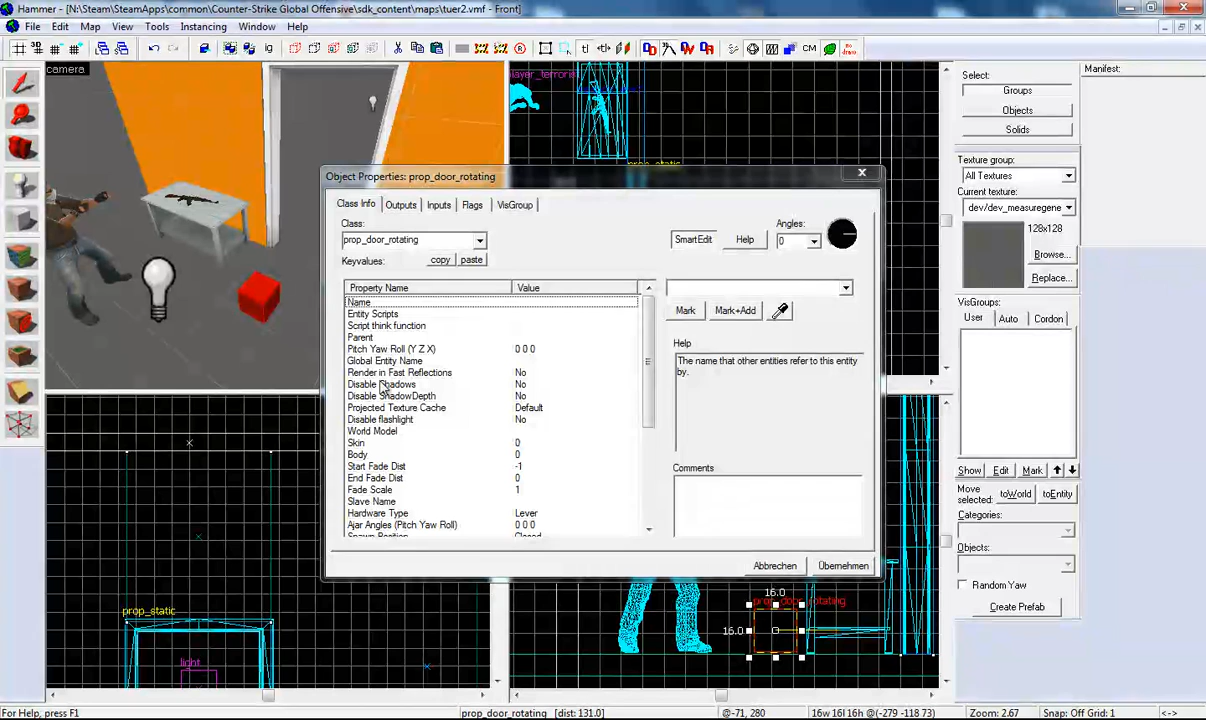 Hammer - [N:\Steam\SteamApps\common\Counter-Strike Global Offensive\sdk_content\maps\tuer2.vmf - Front]
File Edit Map View Tools Instancing Window Help
camera
prop_static
Object Properties: prop_door_rotating
Class Info Outputs Inputs Flags VisGroup
Class:
prop_door_rotating
Keyvalues: copy paste
SmartEdit Help
Angles:
0
Property Name Value
Name
Entity Scripts
Script think function
Parent
Pitch Yaw Roll (Y Z X) 0 0 0
Global Entity Name
Render in Fast Reflections No
Disable Shadows No
Disable ShadowDepth No
Projected Texture Cache Default
Disable flashlight No
World Model
Skin 0
Body 0
Start Fade Dist -1
End Fade Dist 0
Fade Scale 1
Slave Name
Hardware Type Lever
Ajar Angles (Pitch Yaw Roll) 0 0 0
Spawn Position Closed
Mark Mark+Add
Help
The name that other entities refer to this entity
by.
Comments
Abbrechen Übernehmen
prop_static
light
16.0
prop_door_rotating
16.0
Select:
Groups
Objects
Solids
Texture group:
All Textures
Current texture:
dev/dev_measuregene
128x128
Browse...
Replace...
VisGroups:
User Auto Cordon
Show Edit Mark
Move
selected:
toWorld toEntity
Categories:
Objects:
Random Yaw
Create Prefab
Manifest:
For Help, press F1 prop_door_rotating [dist: 131.0] @-71, 280 16w 16l 16h @(-279 -118 73) Zoom: 2.67 Snap: Off Grid: 1 <->